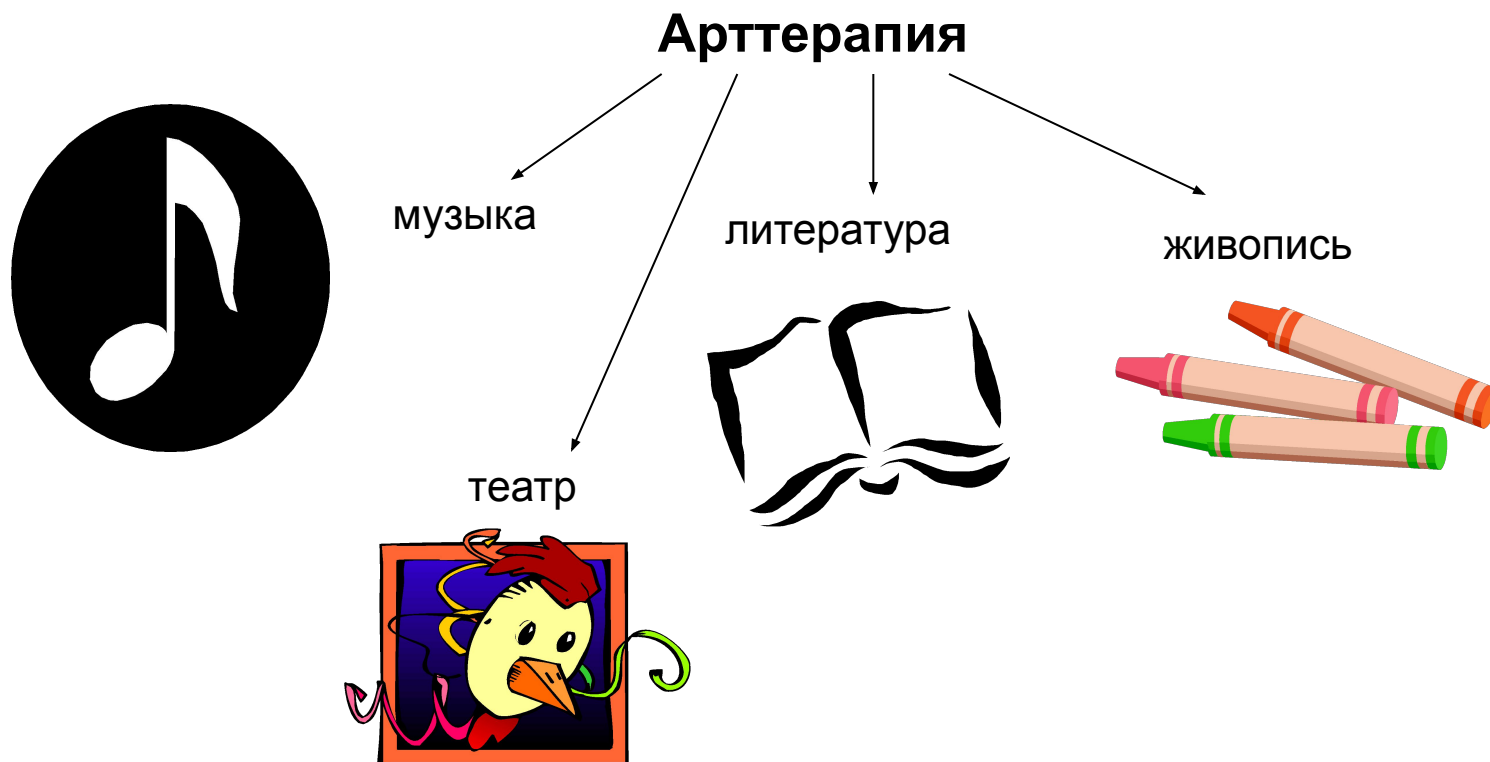 Арттерапия
музыка
литература
живопись
театр